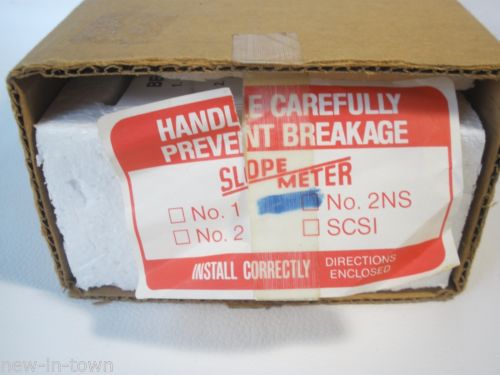 HANDLE CAREFULLY
PREVENT BREAKAGE
SLOPE
METER
☐ No. 1 ☐ No. 2NS
☐ No. 2 ☐ SCSI
INSTALL CORRECTLY DIRECTIONS
ENCLOSED
new-in-town